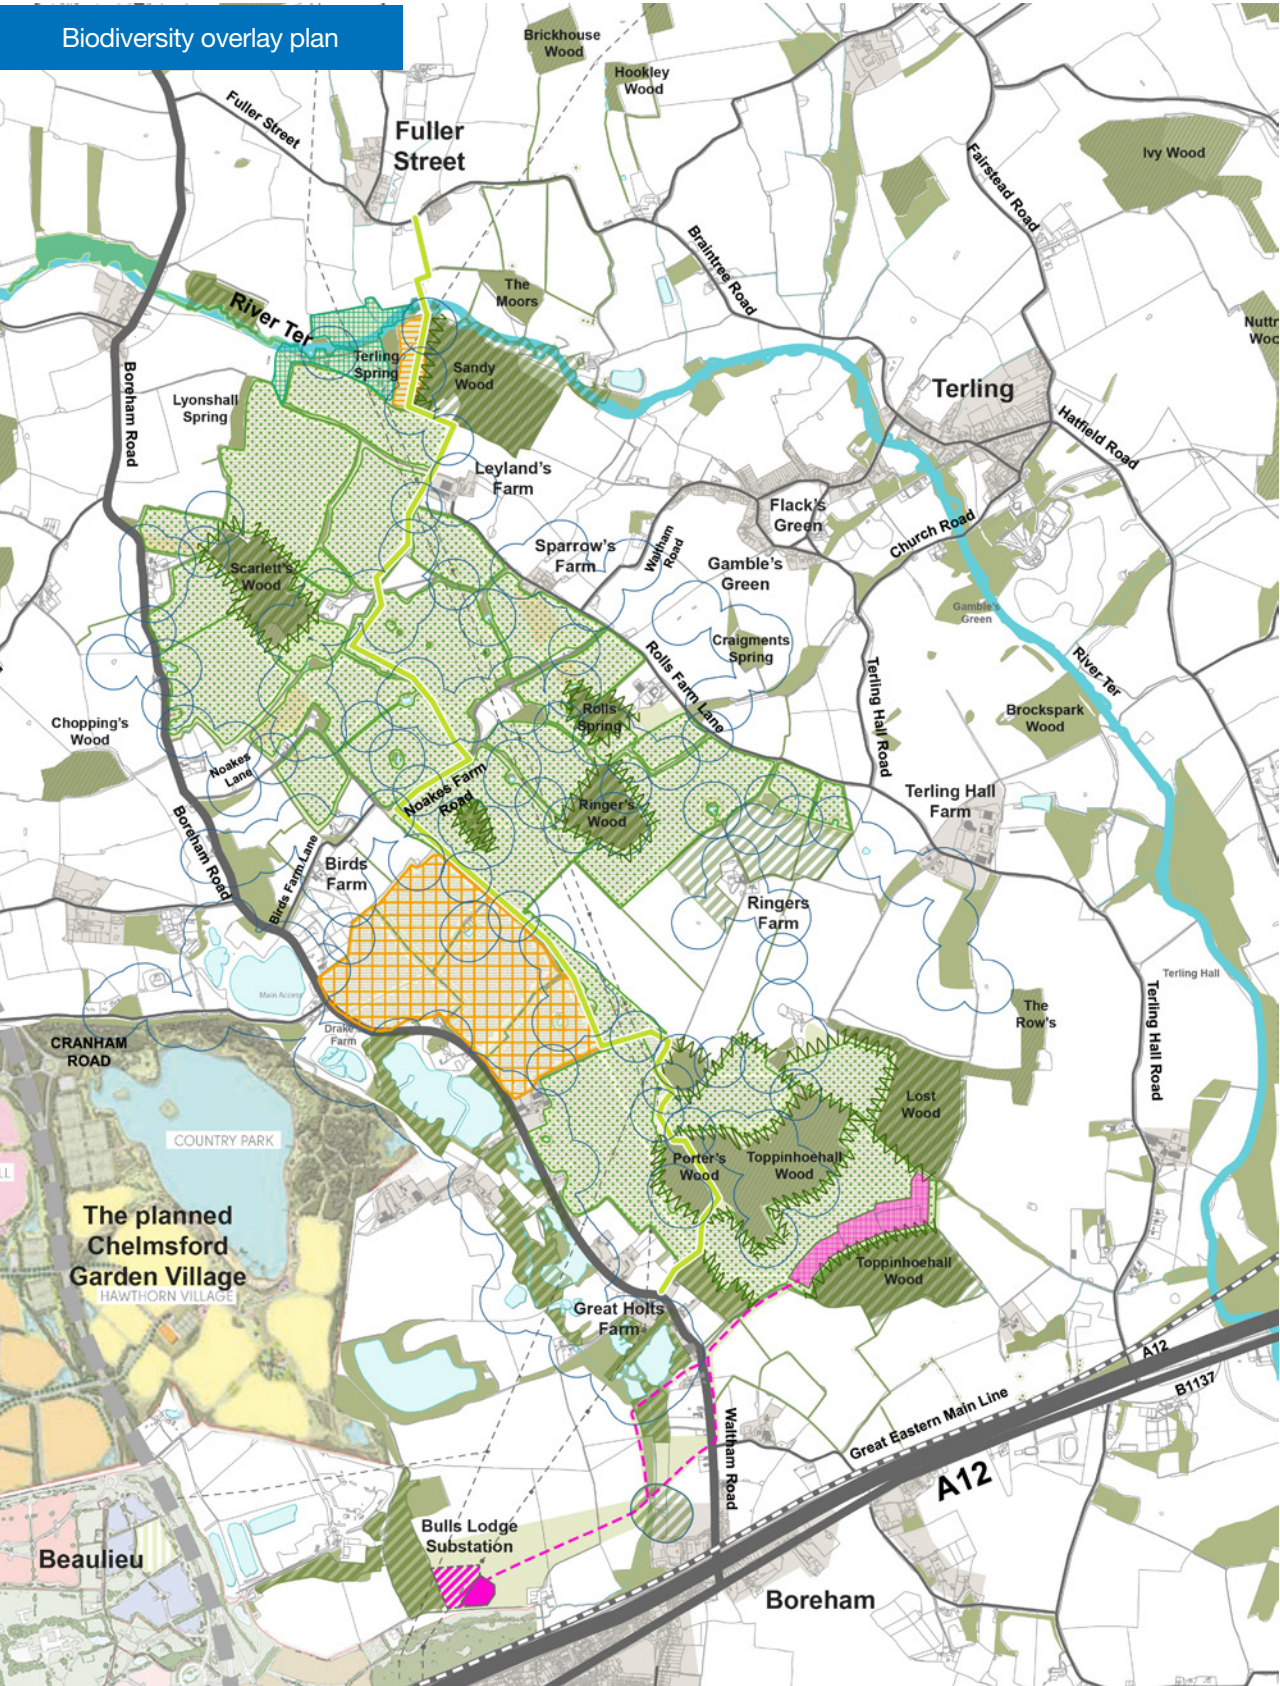 Biodiversity overlay plan
Brickhouse
Wood
Hookley
Wood
Fuller Street
Fuller
Street
Ivy Wood
Fairstead Road
Braintree Road
The
Moors
River Ter
Nuttr
Woo
Terling
Spring
Sandy
Wood
Terling
Boreham Road
Lyonshall
Spring
Hatfield Road
Leyland's
Farm
Flack's
Green
Church Road
Sparrow's
Farm
Waltham
Road
Gamble's
Green
Scarlett's
Wood
Gamble's
Green
Craigments
Spring
Rolls Farm Lane
Terling Hall Road
River Ter
Chopping's
Wood
Rolls
Spring
Brockspark
Wood
Noakes
Lane
Noakes Farm
Road
Ringer's
Wood
Terling Hall
Farm
Boreham Road
Birds Farm Lane
Birds
Farm
Ringers
Farm
Terling Hall
Main Access
The
Row's
Terling Hall Road
Drake's
Farm
CRANHAM
ROAD
Lost
Wood
COUNTRY PARK
LL
Porter's
Wood
Toppinhoehall
Wood
The planned
Chelmsford
Garden Village
HAWTHORN VILLAGE
Toppinhoehall
Wood
Great Holts
Farm
A12
B1137
Great Eastern Main Line
Waltham Road
A12
Bulls Lodge
Substation
Beaulieu
Boreham